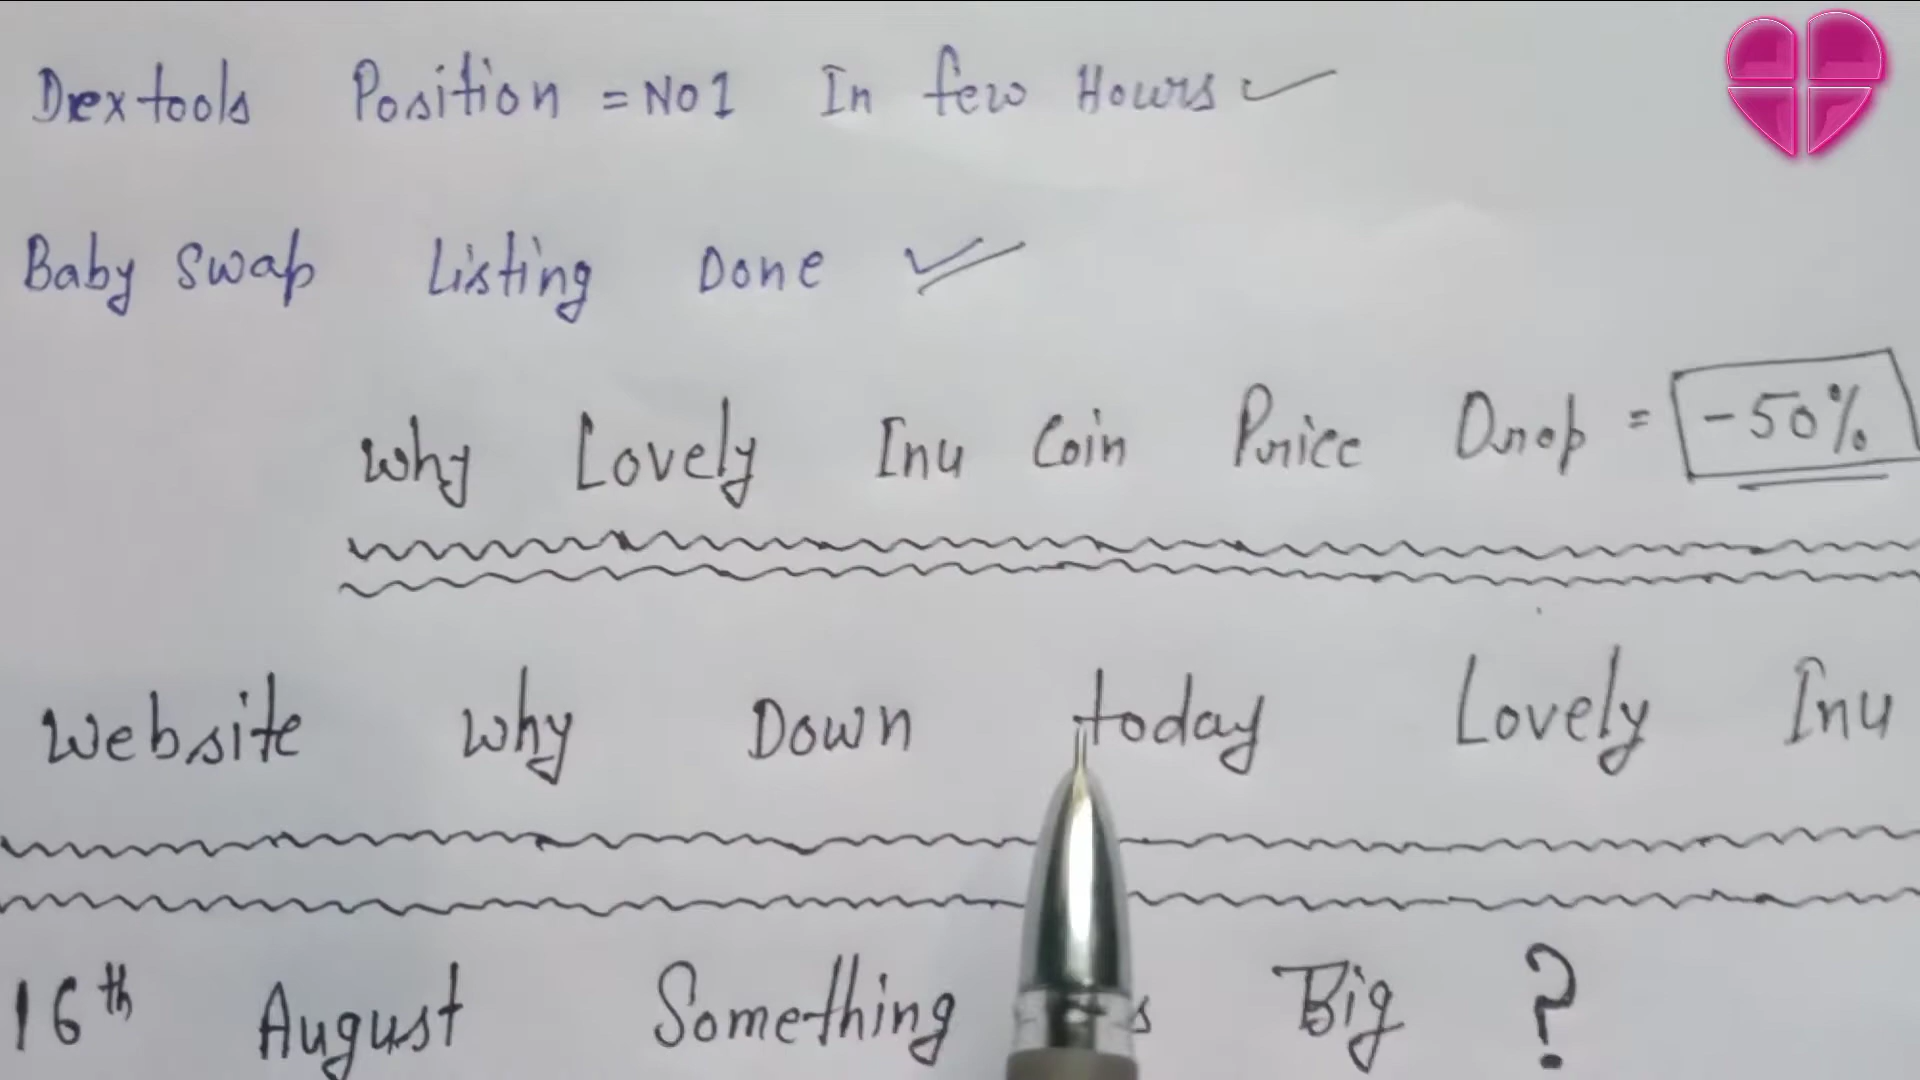 Dextools Position = NO1 In few Hours ✓
Baby Swap Listing Done ✓
Why Lovely Inu Coin Price Drop = -50%
Website Why Down today Lovely Inu
16th August Something Big ?